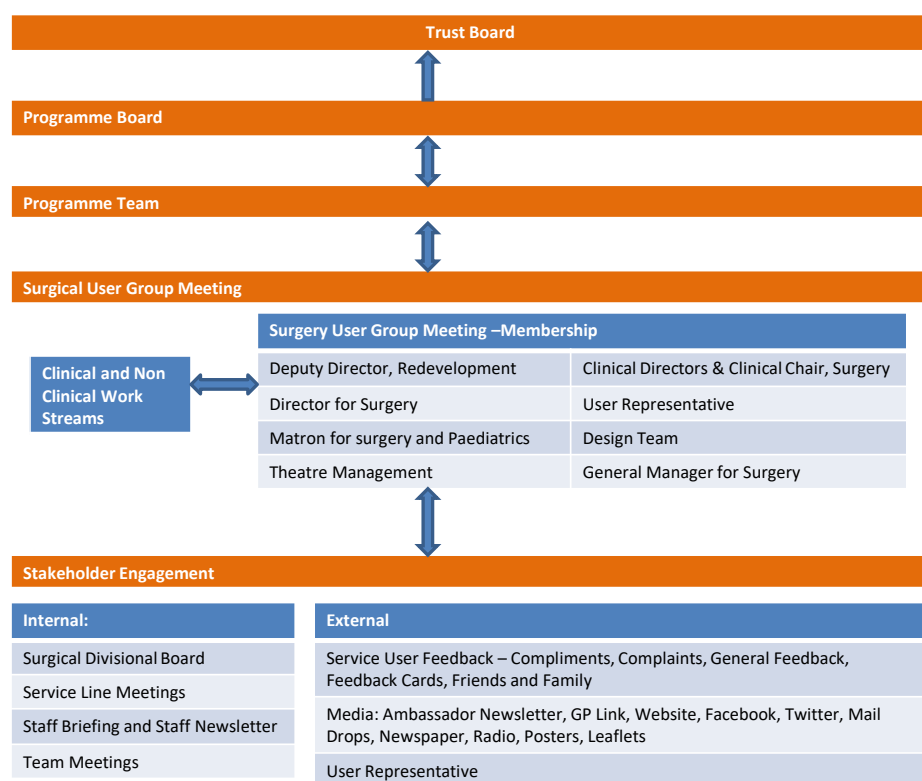 Trust Board
Programme Board
Programme Team
Surgical User Group Meeting
Surgery User Group Meeting –Membership
Clinical and Non
Clinical Work
Streams
Deputy Director, Redevelopment
Clinical Directors & Clinical Chair, Surgery
Director for Surgery
User Representative
Matron for surgery and Paediatrics
Design Team
Theatre Management
General Manager for Surgery
Stakeholder Engagement
Internal:
Surgical Divisional Board
Service Line Meetings
Staff Briefing and Staff Newsletter
Team Meetings
External
Service User Feedback – Compliments, Complaints, General Feedback,
Feedback Cards, Friends and Family
Media: Ambassador Newsletter, GP Link, Website, Facebook, Twitter, Mail
Drops, Newspaper, Radio, Posters, Leaflets
User Representative